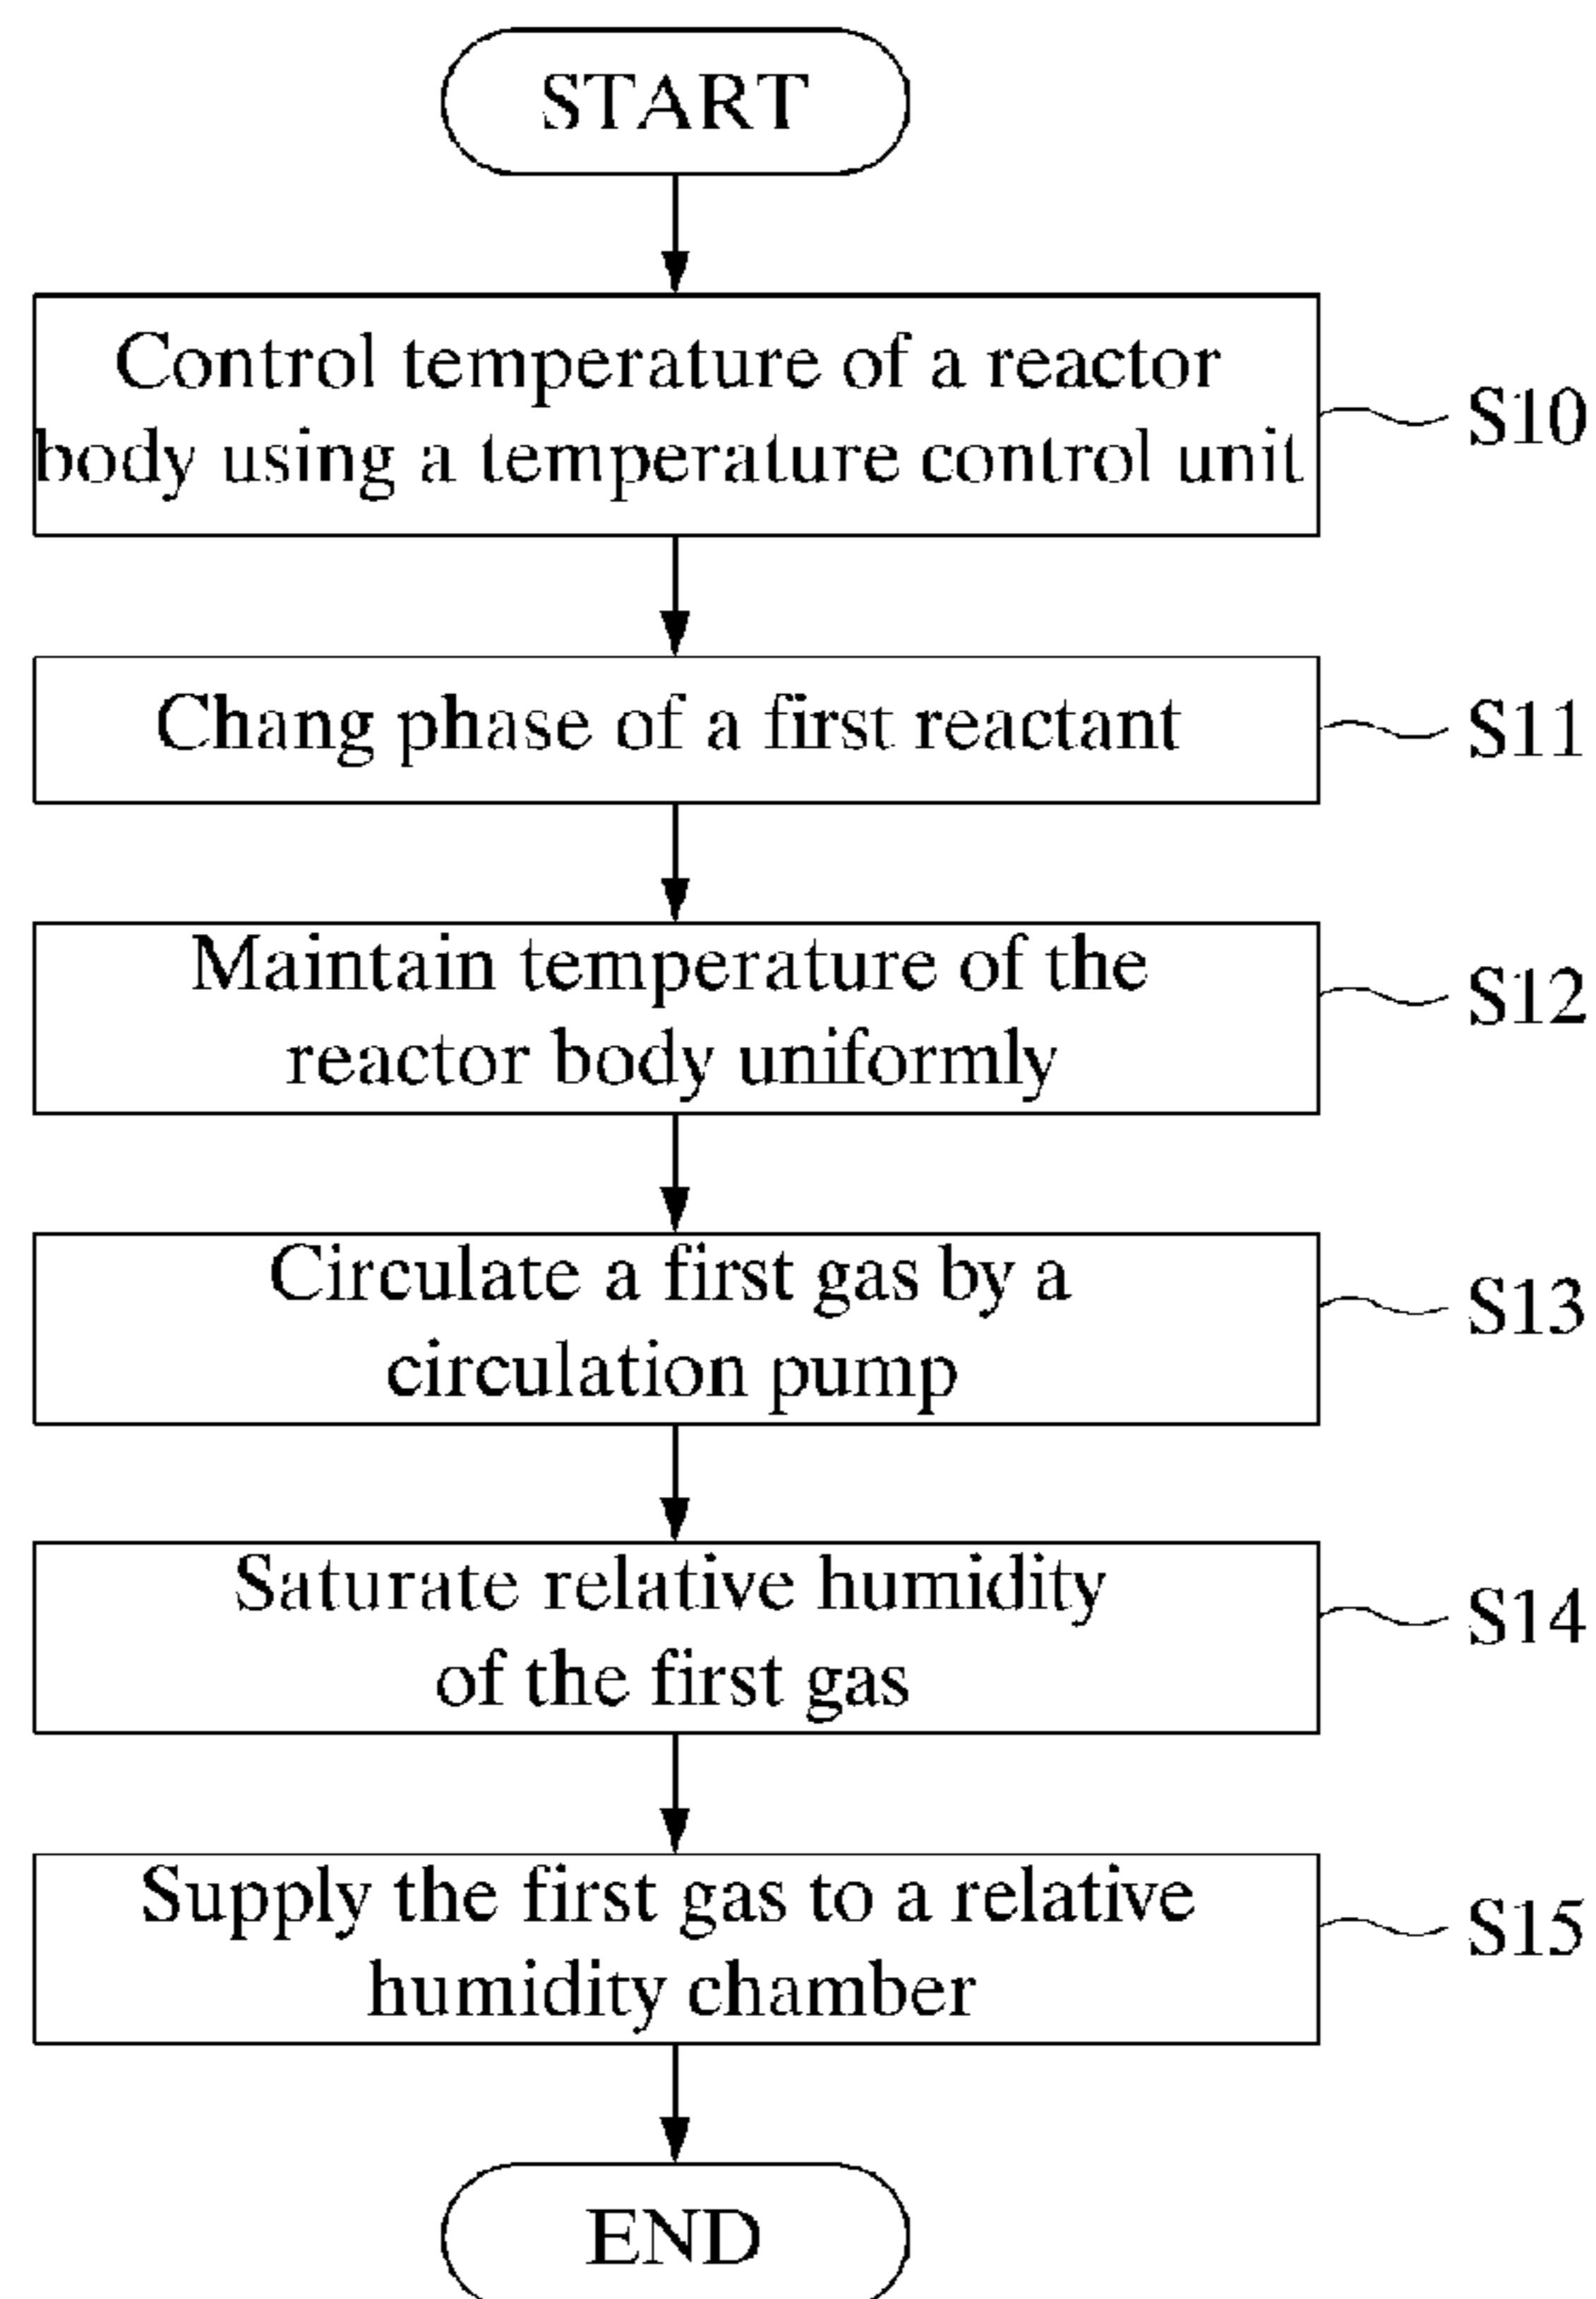 START
Control temperature of a reactor
body using a temperature control unit
S10
Chang phase of a first reactant
S11
Maintain temperature of the
reactor body uniformly
S12
Circulate a first gas by a
circulation pump
S13
Saturate relative humidity
of the first gas
S14
Supply the first gas to a relative
humidity chamber
S15
END